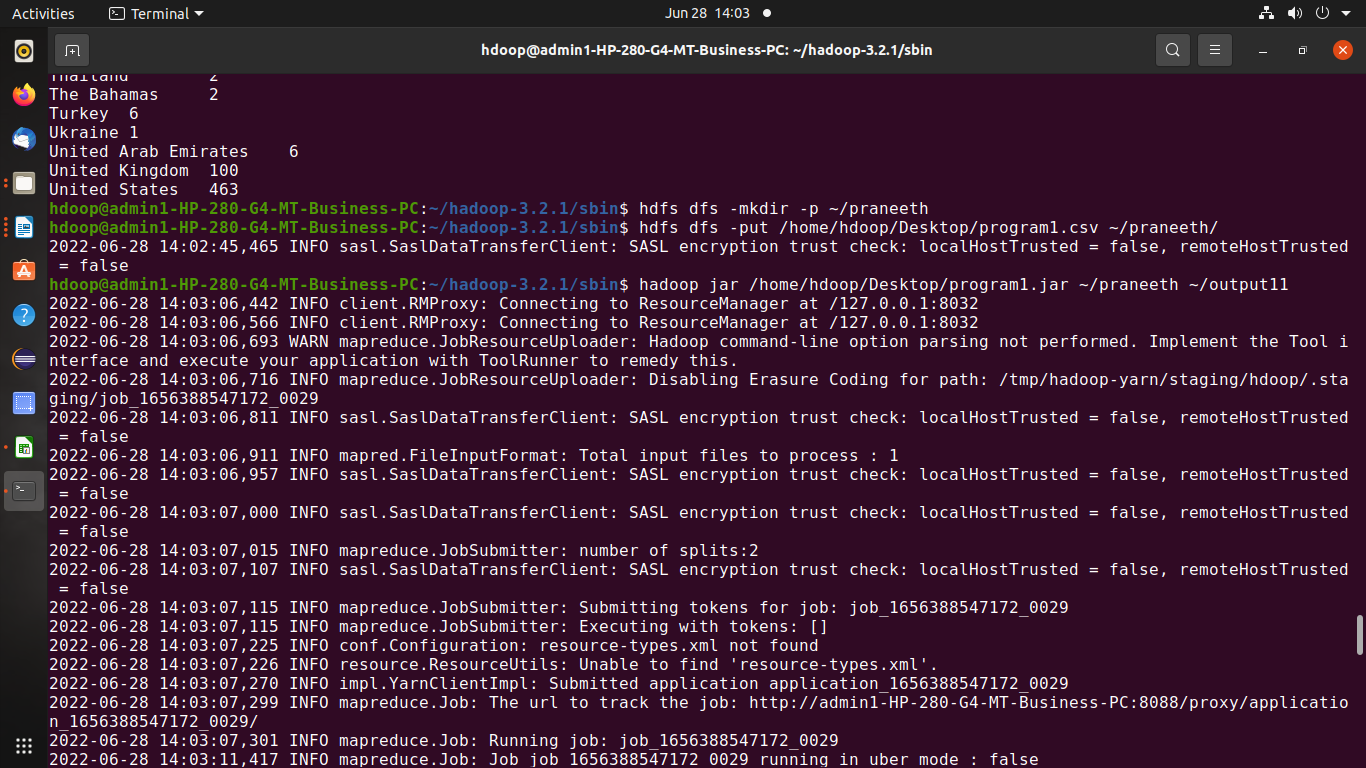 Activities Terminal Jun 28 14:03
hdoop@admin1-HP-280-G4-MT-Business-PC: ~/hadoop-3.2.1/sbin
Thailand 2
The Bahamas 2
Turkey 6
Ukraine 1
United Arab Emirates 6
United Kingdom 100
United States 463
hdoop@admin1-HP-280-G4-MT-Business-PC:~/hadoop-3.2.1/sbin$ hdfs dfs -mkdir -p ~/praneeth
hdoop@admin1-HP-280-G4-MT-Business-PC:~/hadoop-3.2.1/sbin$ hdfs dfs -put /home/hdoop/Desktop/program1.csv ~/praneeth/
2022-06-28 14:02:45,465 INFO sasl.SaslDataTransferClient: SASL encryption trust check: localHostTrusted = false, remoteHostTrusted
 = false
hdoop@admin1-HP-280-G4-MT-Business-PC:~/hadoop-3.2.1/sbin$ hadoop jar /home/hdoop/Desktop/program1.jar ~/praneeth ~/output11
2022-06-28 14:03:06,442 INFO client.RMProxy: Connecting to ResourceManager at /127.0.0.1:8032
2022-06-28 14:03:06,566 INFO client.RMProxy: Connecting to ResourceManager at /127.0.0.1:8032
2022-06-28 14:03:06,693 WARN mapreduce.JobResourceUploader: Hadoop command-line option parsing not performed. Implement the Tool i
nterface and execute your application with ToolRunner to remedy this.
2022-06-28 14:03:06,716 INFO mapreduce.JobResourceUploader: Disabling Erasure Coding for path: /tmp/hadoop-yarn/staging/hdoop/.sta
ging/job_1656388547172_0029
2022-06-28 14:03:06,811 INFO sasl.SaslDataTransferClient: SASL encryption trust check: localHostTrusted = false, remoteHostTrusted
 = false
2022-06-28 14:03:06,911 INFO mapred.FileInputFormat: Total input files to process : 1
2022-06-28 14:03:06,957 INFO sasl.SaslDataTransferClient: SASL encryption trust check: localHostTrusted = false, remoteHostTrusted
 = false
2022-06-28 14:03:07,000 INFO sasl.SaslDataTransferClient: SASL encryption trust check: localHostTrusted = false, remoteHostTrusted
 = false
2022-06-28 14:03:07,015 INFO mapreduce.JobSubmitter: number of splits:2
2022-06-28 14:03:07,107 INFO sasl.SaslDataTransferClient: SASL encryption trust check: localHostTrusted = false, remoteHostTrusted
 = false
2022-06-28 14:03:07,115 INFO mapreduce.JobSubmitter: Submitting tokens for job: job_1656388547172_0029
2022-06-28 14:03:07,115 INFO mapreduce.JobSubmitter: Executing with tokens: []
2022-06-28 14:03:07,225 INFO conf.Configuration: resource-types.xml not found
2022-06-28 14:03:07,226 INFO resource.ResourceUtils: Unable to find 'resource-types.xml'.
2022-06-28 14:03:07,270 INFO impl.YarnClientImpl: Submitted application application_1656388547172_0029
2022-06-28 14:03:07,299 INFO mapreduce.Job: The url to track the job: http://admin1-HP-280-G4-MT-Business-PC:8088/proxy/applicatio
n_1656388547172_0029/
2022-06-28 14:03:07,301 INFO mapreduce.Job: Running job: job_1656388547172_0029
2022-06-28 14:03:11,417 INFO mapreduce.Job: Job job_1656388547172_0029 running in uber mode : false